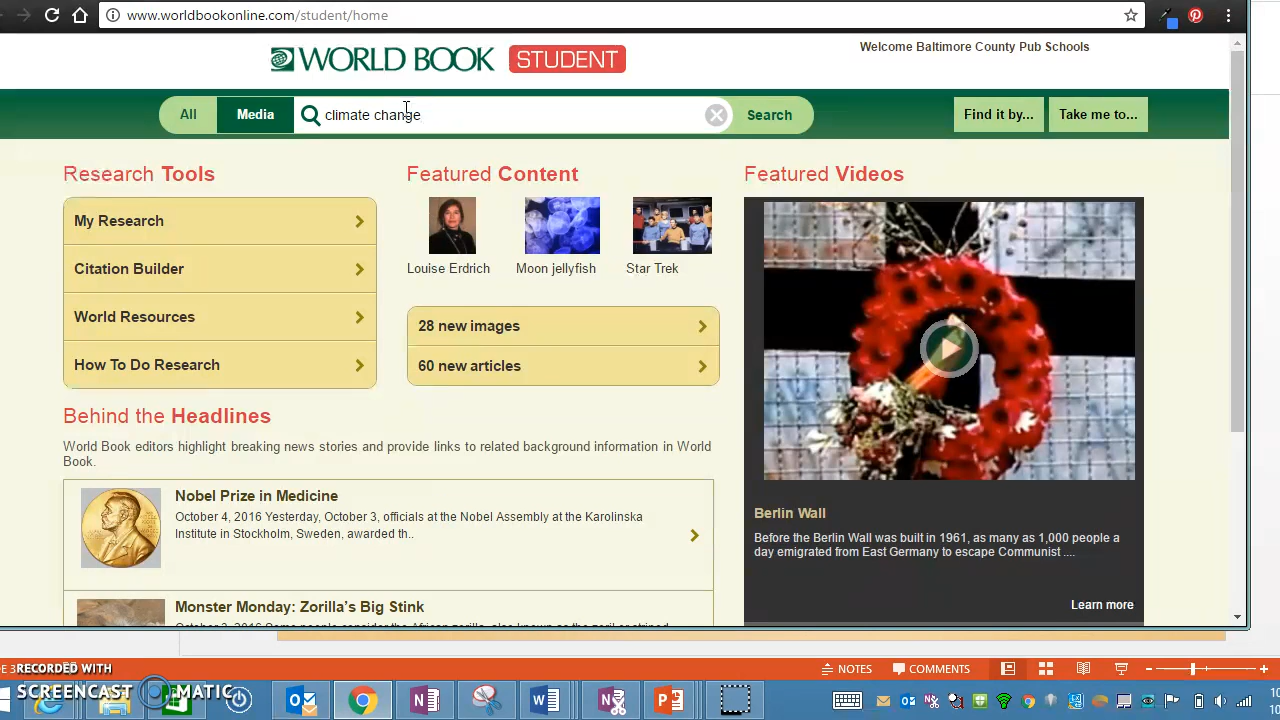 www.worldbookonline.com/student/home
WORLD BOOK STUDENT
Welcome Baltimore County Pub Schools
All Media climate change Search Find it by... Take me to...
Research Tools
My Research
Citation Builder
World Resources
How To Do Research
Featured Content
Louise Erdrich Moon jellyfish Star Trek
28 new images
60 new articles
Featured Videos
Berlin Wall
Before the Berlin Wall was built in 1961, as many as 1,000 people a
day emigrated from East Germany to escape Communist ....
Learn more
Behind the Headlines
World Book editors highlight breaking news stories and provide links to related background information in World
Book.
Nobel Prize in Medicine
October 4, 2016 Yesterday, October 3, officials at the Nobel Assembly at the Karolinska
Institute in Stockholm, Sweden, awarded th..
Monster Monday: Zorilla's Big Stink
NOTES COMMENTS
RECORDED WITH
SCREENCAST MATIC